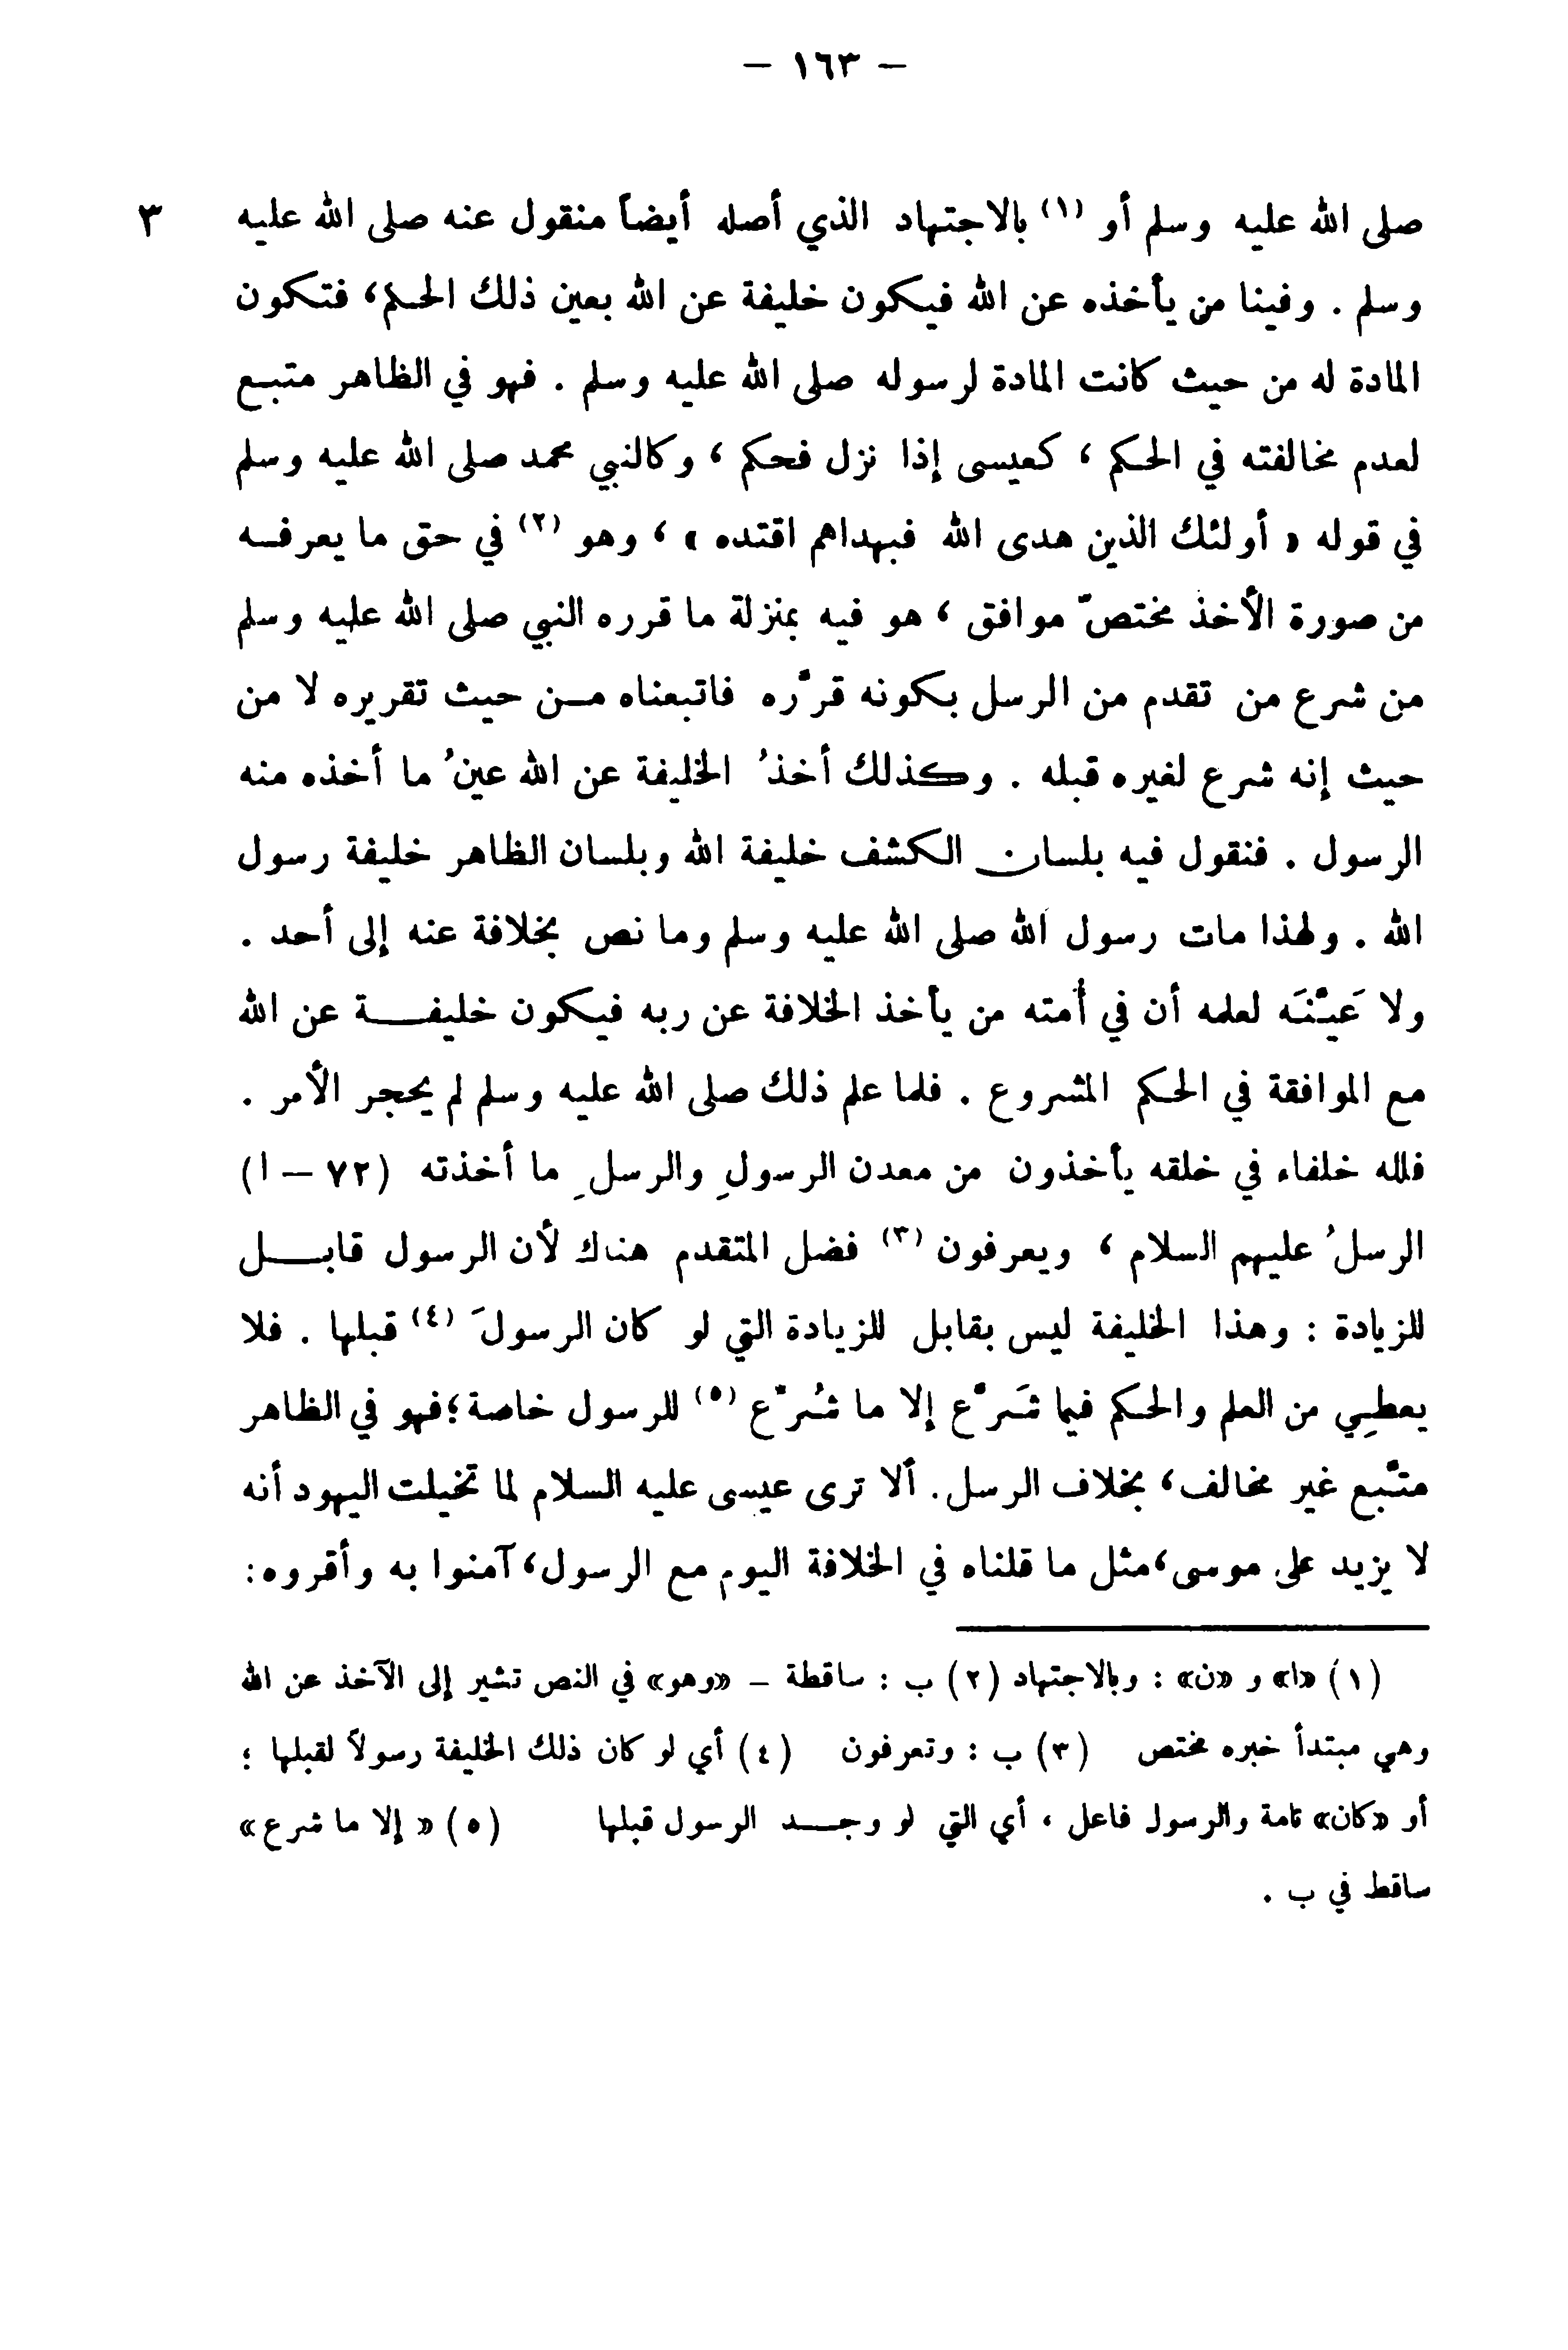 — ١٦٣ —
صلى الله عليه وسلم أو (١) بالاجتهاد الذي أصله أيضاً منقول عنه صلى الله عليه ٣
وسلم . وفينا من يأخذه عن الله فيكون خليفة عن الله بعين ذلك الحكم، فتكون
المادة له من حيث كانت المادة لرسوله صلى الله عليه وسلم . فهو في الظاهر متبع
لعدم مخالفته في الحكم ، كعيسى إذا نزل فحكم ، وكالنبي محمد صلى الله عليه وسلم
في قوله « أولئك الذين هدى الله فبهداهم اقتده » ، وهو (٢) في حق ما يعرفه
من صورة الأخذ مختصّ موافق ، هو فيه بمنزلة ما قرره النبي صلى الله عليه وسلم
من شرع من تقدم من الرسل بكونه قرَّره فاتبعناه من حيث تقريره لا من
حيث إنه شرع لغيره قبله . وكذلك أخذُ الخليفة عن الله عينُ ما أخذه منه
الرسول . فنقول فيه بلسان الكشف خليفة الله وبلسان الظاهر خليفة رسول
الله . ولهذا مات رسول الله صلى الله عليه وسلم وما نص بخلافة عنه إلى أحد .
ولا عَيَّنَه لعلمه أن في أمته من يأخذ الخلافة عن ربه فيكون خليفة عن الله
مع الموافقة في الحكم المشروع . فلما علم ذلك صلى الله عليه وسلم لم يحجر الأمر .
فلله خلفاء في خلقه يأخذون من معدن الرسولِ والرسلِ ما أخذته (٧٢ – ا)
الرسلُ عليهم السلام ، ويعرفون (٣) فضل المتقدم هناك لأن الرسول قابل
للزيادة : وهذا الخليفة ليس بقابل للزيادة التي لو كان الرسولَ (٤) قبلها . فلا
يعطِي من العلم والحكم فيما شَرَّع إلا ما شُرِّع (٥) للرسول خاصة؛ فهو في الظاهر
متَّبع غير مخالف، بخلاف الرسل. ألا ترى عيسى عليه السلام لما تخيلت اليهود أنه
لا يزيد على موسى، مثل ما قلناه في الخلافة اليوم مع الرسول، آمنوا به وأقروه:
(١) «ا» و «ن» : وبالاجتهاد (٢) ب : ساقطة – «وهو» في النص تشير إلى الآخذ عن الله
وهي مبتدأ خبره مختص (٣) ب : وتعرفون (٤) أي لو كان ذلك الخليفة رسولاً لقبلها ؛
أو «كان» تامة والرسول فاعل ، أي التي لو وجد الرسول قبلها (٥) « إلا ما شرع»
ساقط في ب .